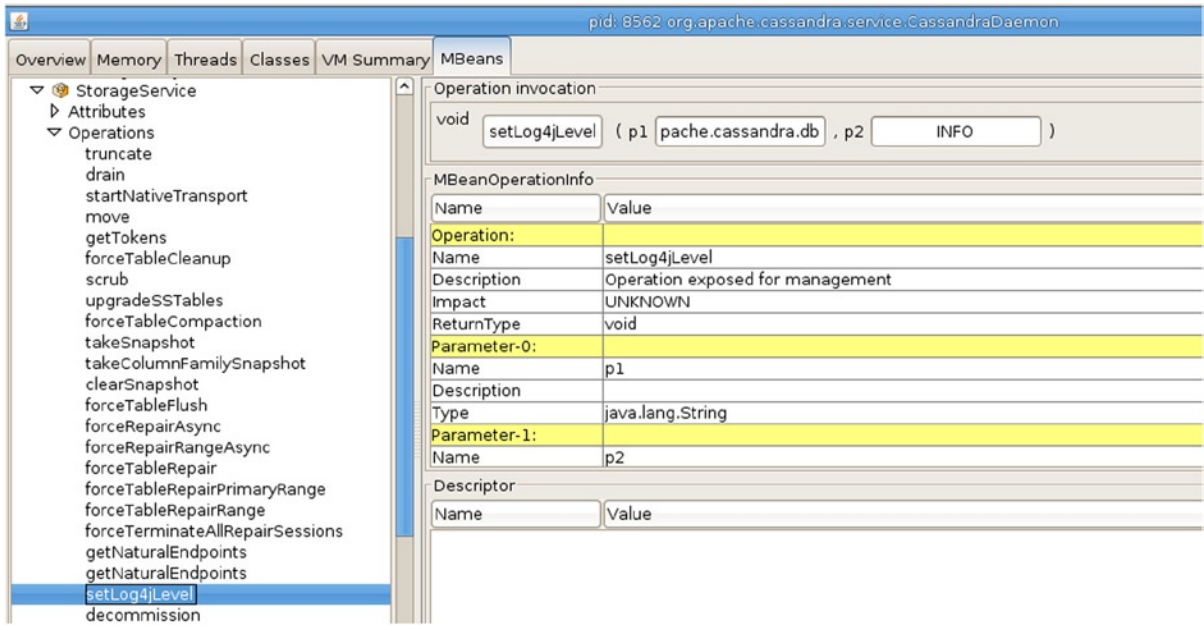 pid: 8562 org.apache.cassandra.service.CassandraDaemon
Overview Memory Threads Classes VM Summary MBeans
StorageService
Attributes
Operations
truncate
drain
startNativeTransport
move
getTokens
forceTableCleanup
scrub
upgradeSSTables
forceTableCompaction
takeSnapshot
takeColumnFamilySnapshot
clearSnapshot
forceTableFlush
forceRepairAsync
forceRepairRangeAsync
forceTableRepair
forceTableRepairPrimaryRange
forceTableRepairRange
forceTerminateAllRepairSessions
getNaturalEndpoints
getNaturalEndpoints
setLog4jLevel
decommission
Operation invocation
void setLog4jLevel ( p1 pache.cassandra.db , p2 INFO )
MBeanOperationInfo
Name Value
Operation:
Name setLog4jLevel
Description Operation exposed for management
Impact UNKNOWN
ReturnType void
Parameter-0:
Name p1
Description
Type java.lang.String
Parameter-1:
Name p2
Descriptor
Name Value